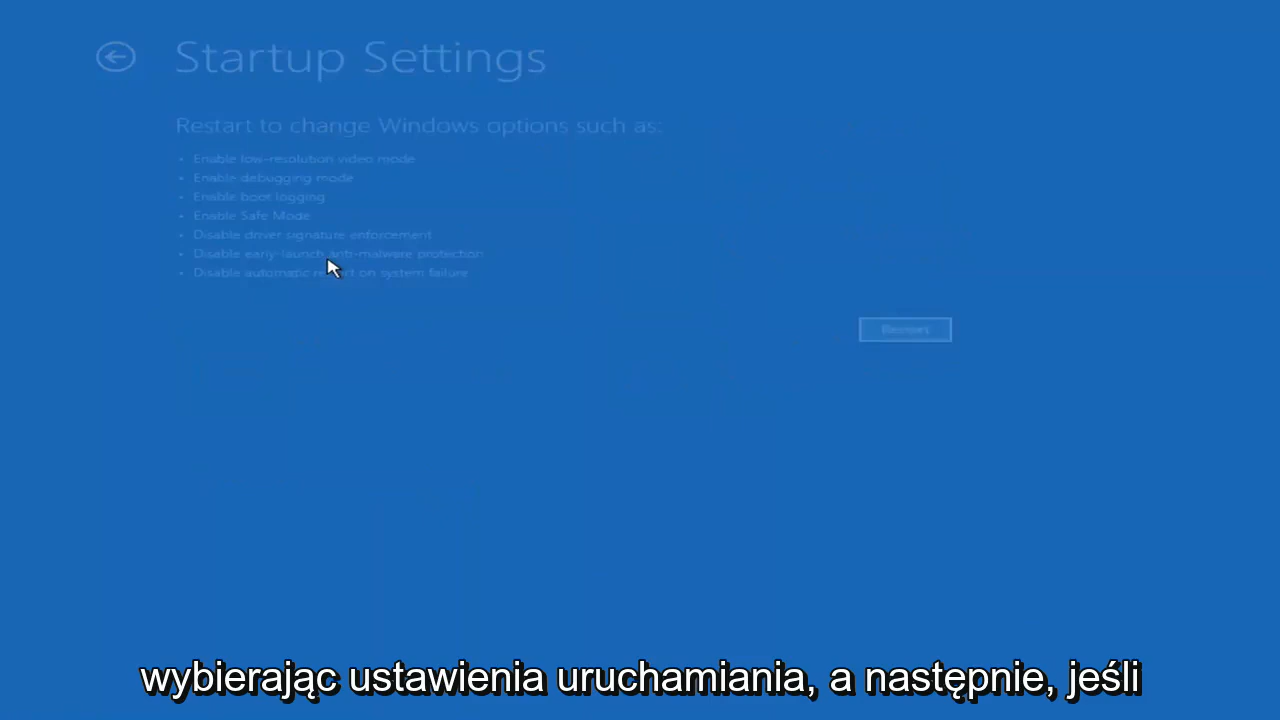 Startup Settings
Restart to change Windows options such as:
• Enable low-resolution video mode
• Enable debugging mode
• Enable boot logging
• Enable Safe Mode
• Disable driver signature enforcement
• Disable early-launch anti-malware protection
• Disable automatic restart on system failure
Restart
wybierając ustawienia uruchamiania, a następnie, jeśli